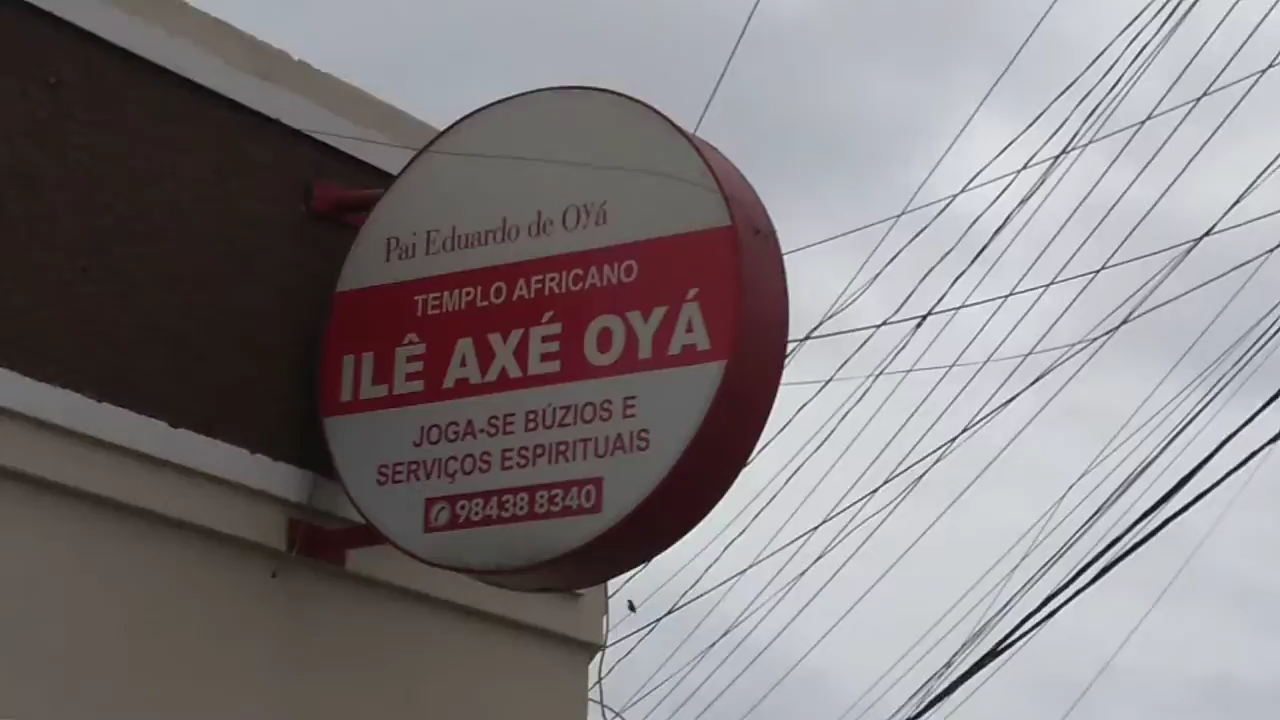 Pai Eduardo de Oyá
TEMPLO AFRICANO
ILÊ AXÉ OYÁ
JOGA-SE BÚZIOS E
SERVIÇOS ESPIRITUAIS
98438 8340